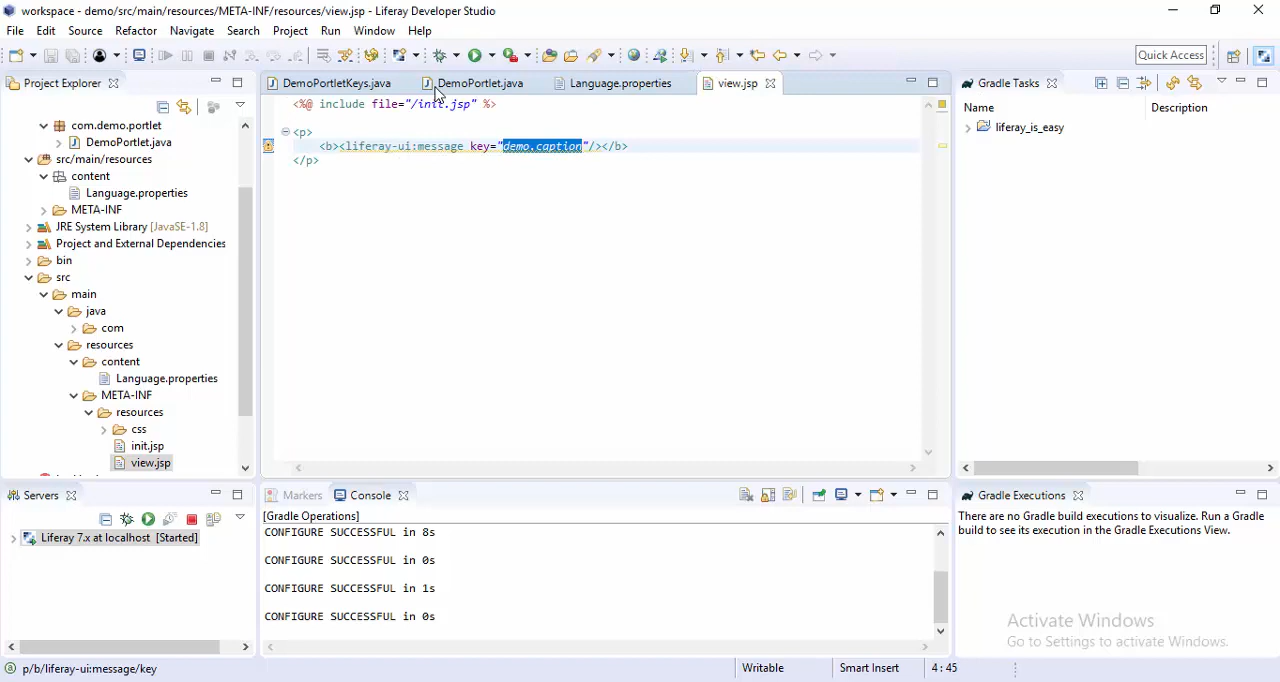 workspace - demo/src/main/resources/META-INF/resources/view.jsp - Liferay Developer Studio
File Edit Source Refactor Navigate Search Project Run Window Help
Quick Access
Project Explorer
com.demo.portlet
DemoPortlet.java
src/main/resources
content
Language.properties
META-INF
JRE System Library [JavaSE-1.8]
Project and External Dependencies
bin
src
main
java
com
resources
content
Language.properties
META-INF
resources
css
init.jsp
view.jsp
DemoPortletKeys.java DemoPortlet.java Language.properties view.jsp
<%@ include file="/init.jsp" %>
<p>
<b><liferay-ui:message key="demo.caption"/></b>
</p>
Gradle Tasks
Name Description
liferay_is_easy
Servers
Liferay 7.x at localhost [Started]
Markers Console
[Gradle Operations]
CONFIGURE SUCCESSFUL in 8s
CONFIGURE SUCCESSFUL in 0s
CONFIGURE SUCCESSFUL in 1s
CONFIGURE SUCCESSFUL in 0s
Gradle Executions
There are no Gradle build executions to visualize. Run a Gradle
build to see its execution in the Gradle Executions View.
Activate Windows
Go to Settings to activate Windows.
p/b/liferay-ui:message/key Writable Smart Insert 4:45